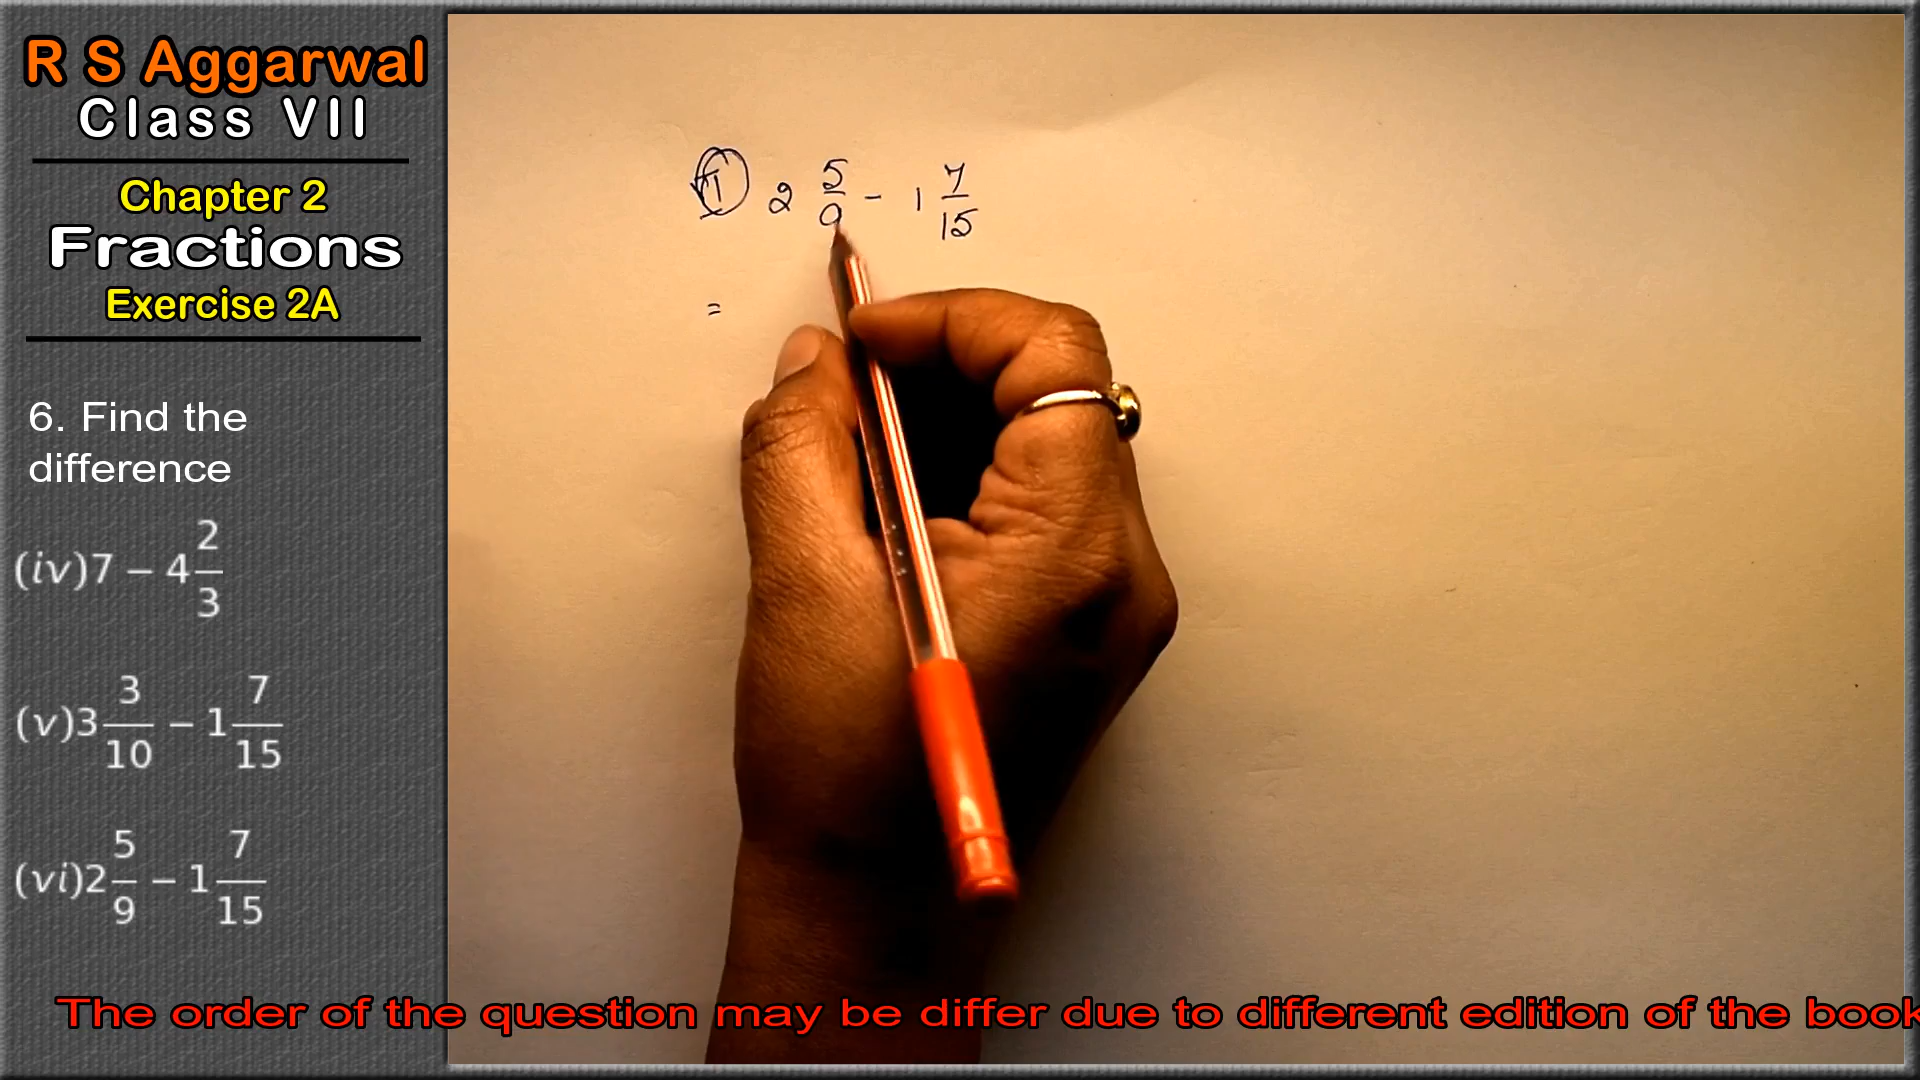 R S Aggarwal
Class VII
Chapter 2
Fractions
Exercise 2A
6. Find the
difference
(iv) 7 − 4 2/3
(v) 3 3/10 − 1 7/15
(vi) 2 5/9 − 1 7/15
2 5/9 - 1 7/15
=
The order of the question may be differ due to different edition of the book